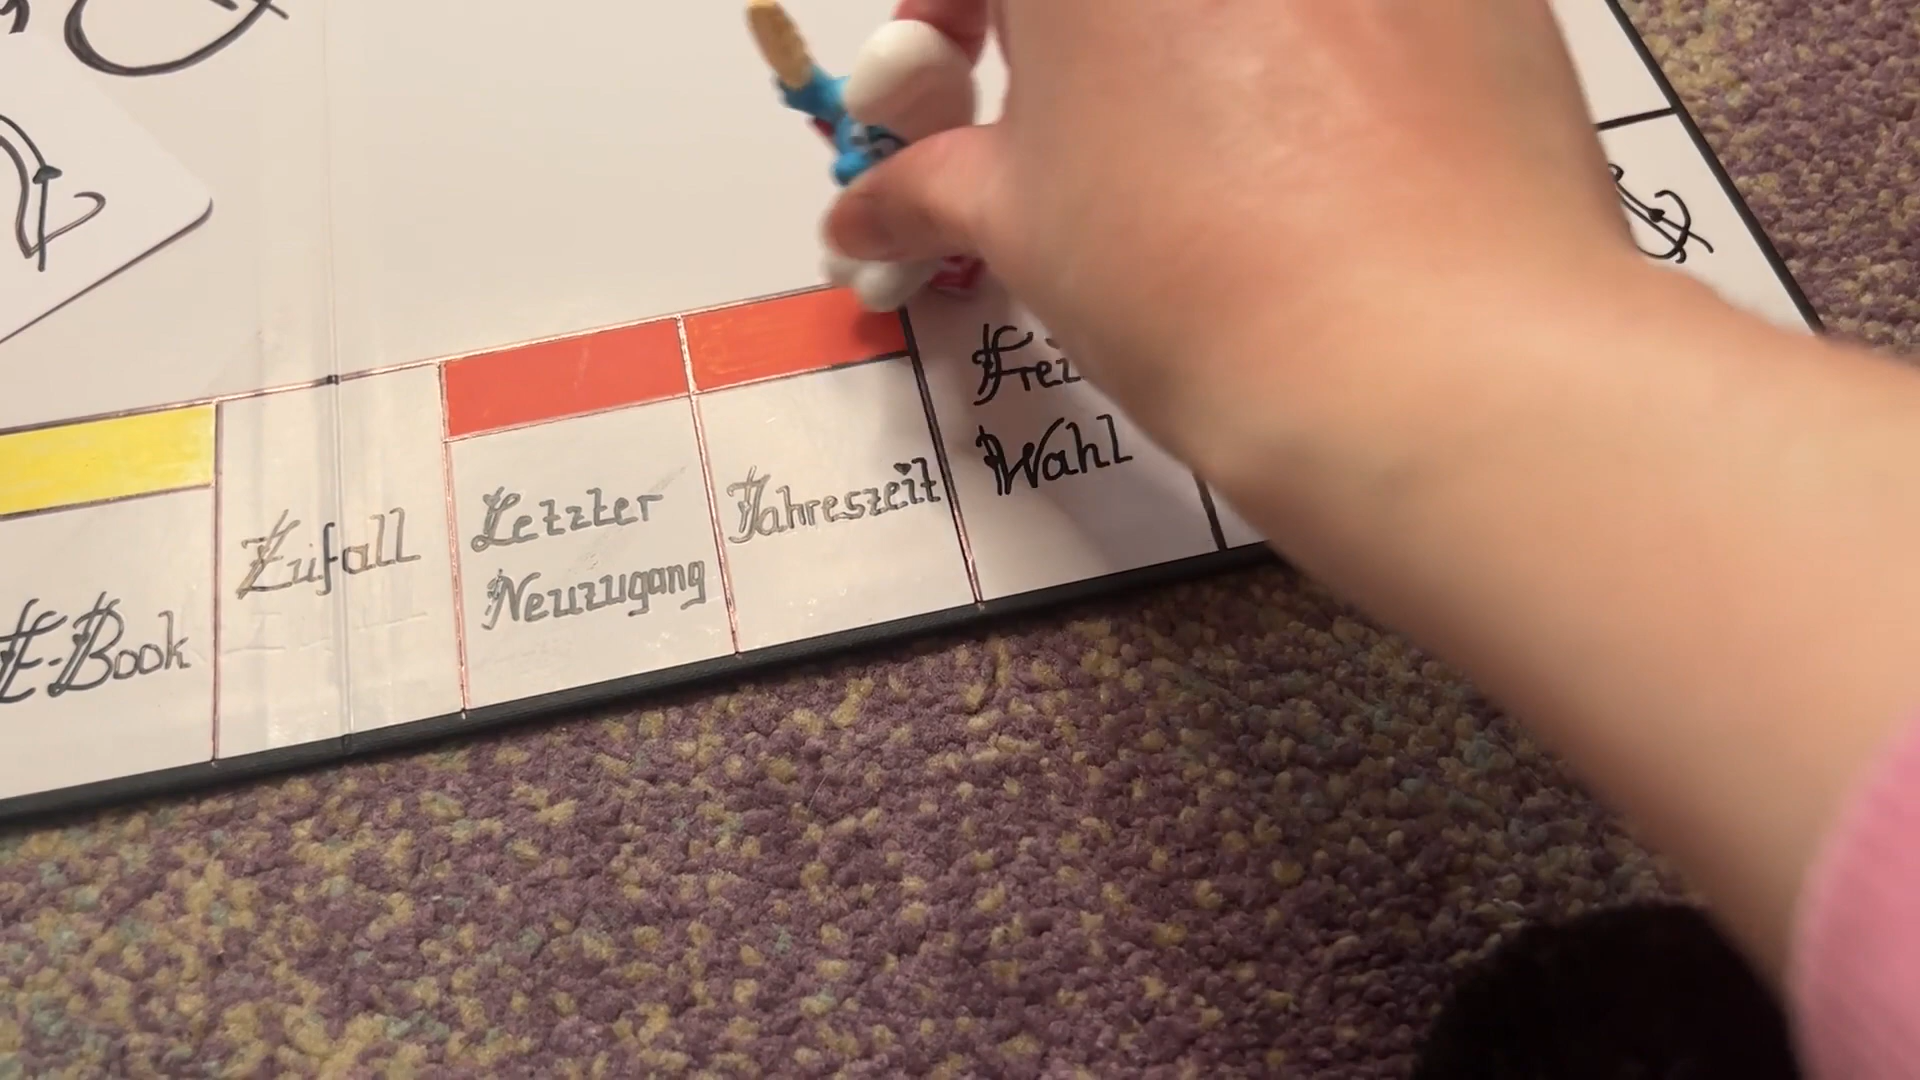 E-Book
Zufall
Letzter
Neuzugang
Jahreszeit
Wahl